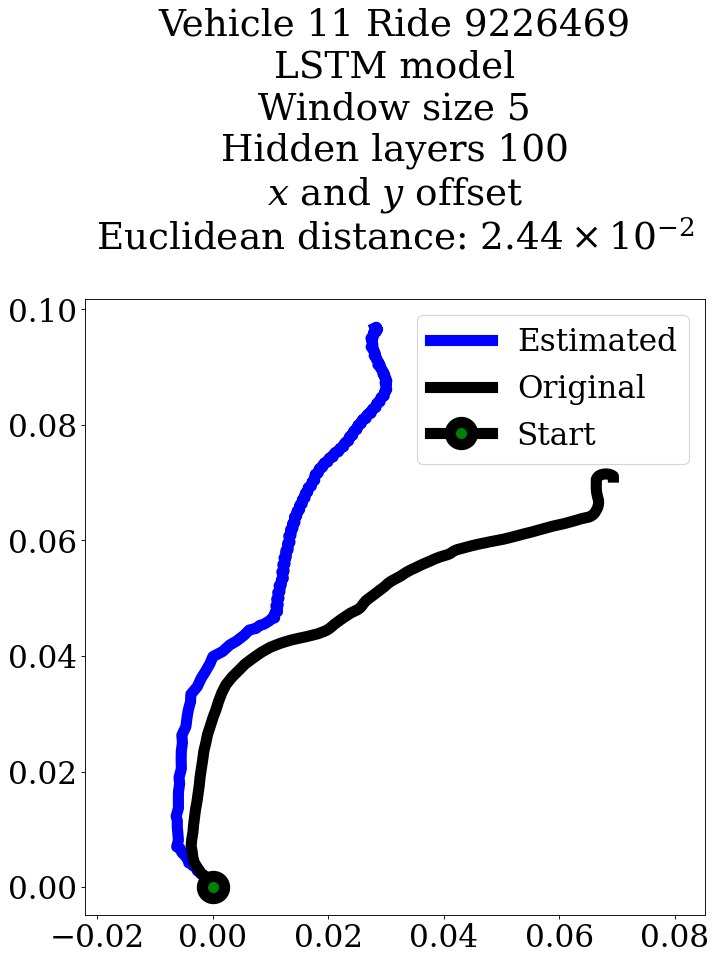 Vehicle 11 Ride 9226469
LSTM model
Window size 5
Hidden layers 100
x and y offset
Euclidean distance: 2.44 × 10⁻²
Estimated
Original
Start
0.10
0.08
0.06
0.04
0.02
0.00
−0.02 0.00 0.02 0.04 0.06 0.08